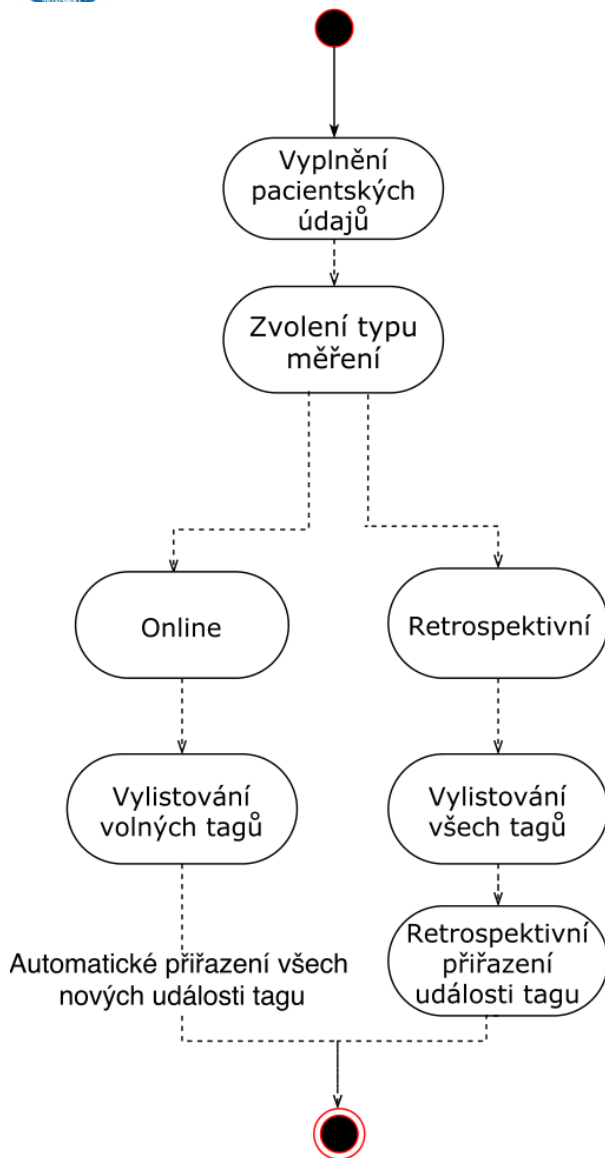 Vyplnění
pacientských
údajů
Zvolení typu
měření
Online
Retrospektivní
Vylistování
volných tagů
Vylistování
všech tagů
Automatické přiřazení všech
nových události tagu
Retrospektivní
přiřazení
události tagu